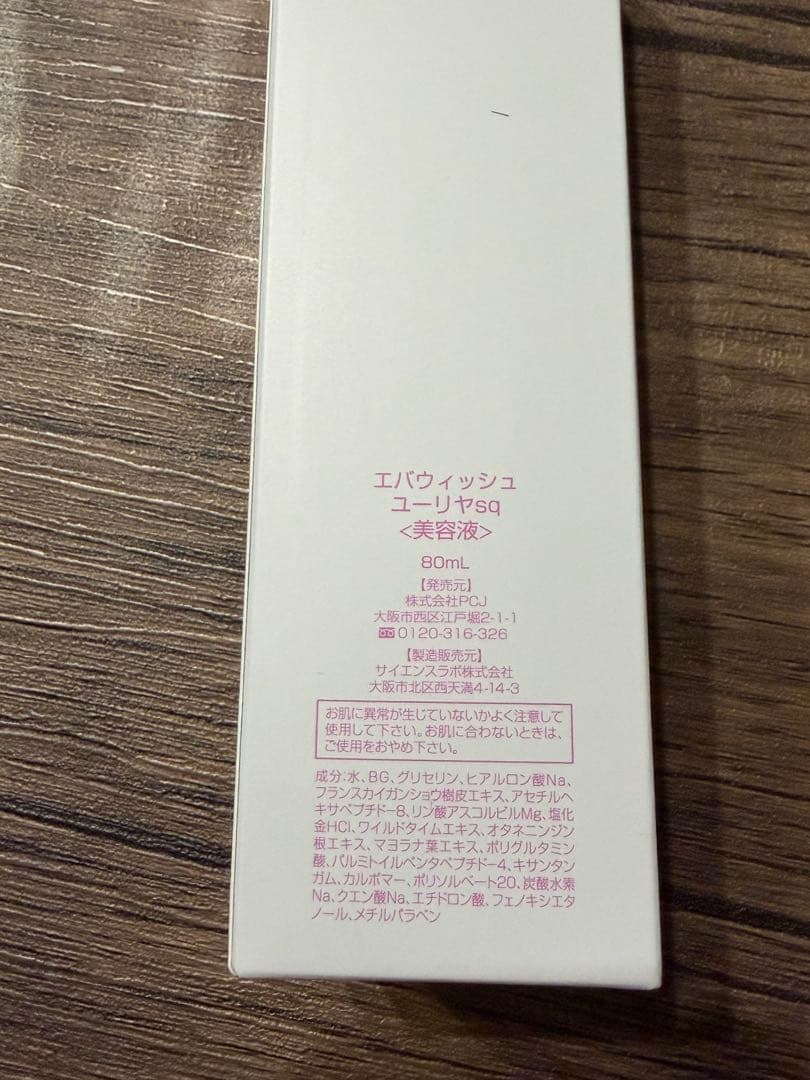 エバウィッシュ
ユーリヤsq
<美容液>
80mL
【発売元】
株式会社PCJ
大阪市西区江戸堀2-1-1
0120-316-326
【製造販売元】
サイエンスラボ株式会社
大阪市北区西天満4-14-3
お肌に異常が生じていないかよく注意して
使用して下さい。お肌に合わないときは、
ご使用をおやめ下さい。
成分:水、BG、グリセリン、ヒアルロン酸Na、
フランスカイガンショウ樹皮エキス、アセチルヘ
キサペプチド-8、リン酸アスコルビルMg、塩化
金HCl、ワイルドタイムエキス、オタネニンジン
根エキス、マヨラナ葉エキス、ポリグルタミン
酸、パルミトイルペンタペプチド-4、キサンタン
ガム、カルボマー、ポリソルベート20、炭酸水素
Na、クエン酸Na、エチドロン酸、フェノキシエタ
ノール、メチルパラベン